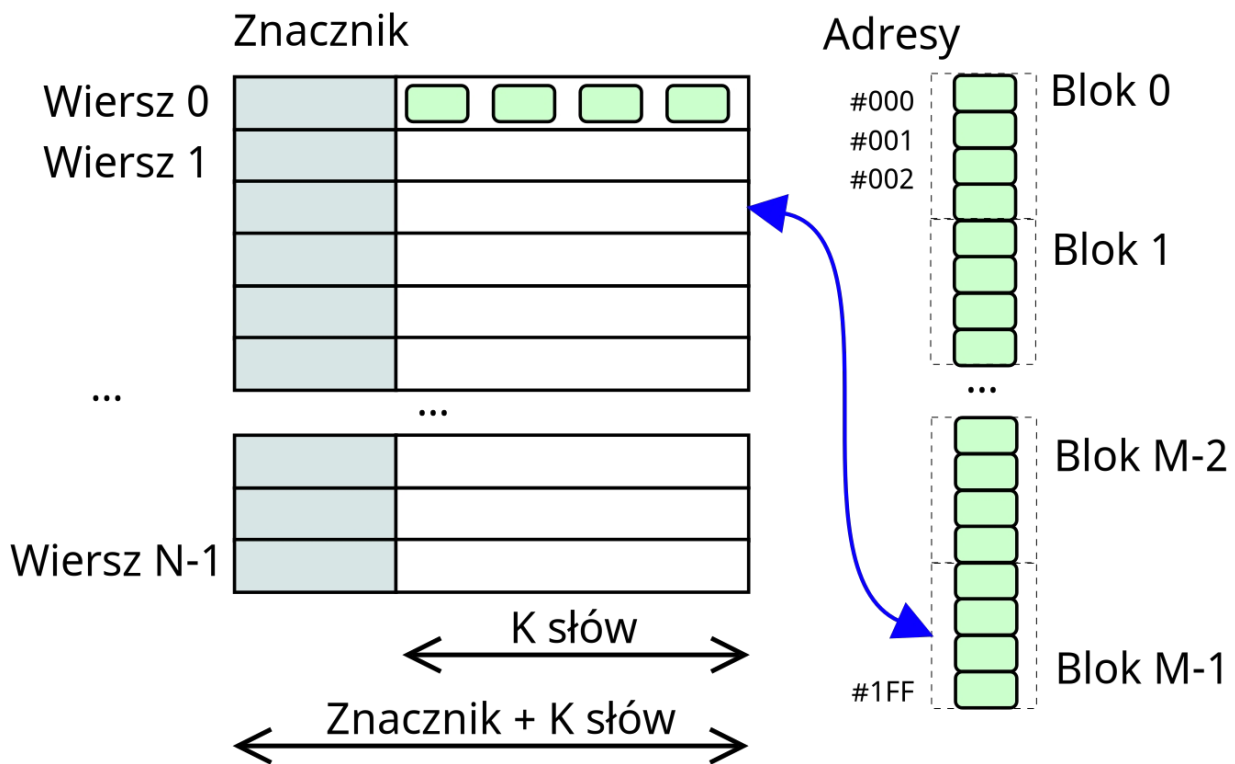 Znacznik
Adresy
Wiersz 0
Wiersz 1
...
...
Wiersz N-1
K słów
Znacznik + K słów
#000
#001
#002
Blok 0
Blok 1
...
Blok M-2
Blok M-1
#1FF